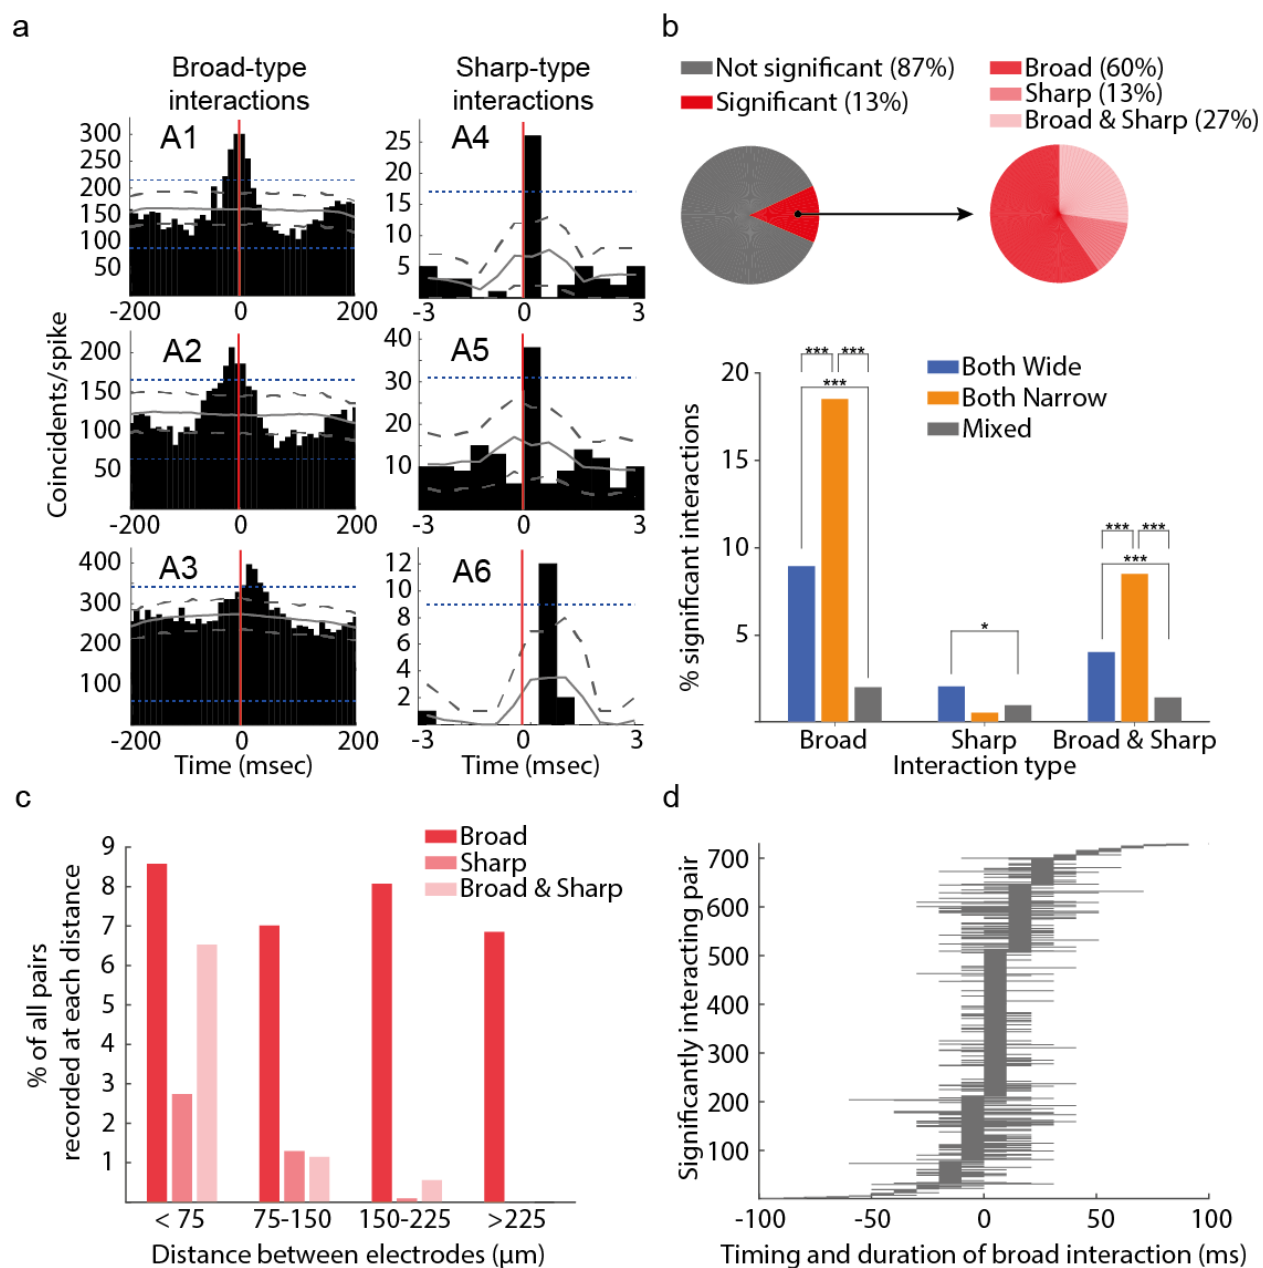 a
Broad-type
interactions
Sharp-type
interactions
A1
300
250
200
150
100
50
-200
0
200
A4
25
20
15
10
5
-3
0
3
A2
200
150
100
50
-200
0
200
A5
40
30
20
10
-3
0
3
A3
400
300
200
100
-200
0
200
A6
12
10
8
6
4
2
-3
0
3
Coincidents/spike
Time (msec)
Time (msec)
b
Not significant (87%)
Significant (13%)
Broad (60%)
Sharp (13%)
Broad & Sharp (27%)
Both Wide
Both Narrow
Mixed
20
15
10
5
% significant interactions
*** ***
***
*
*** ***
***
Broad
Sharp
Broad & Sharp
Interaction type
c
Broad
Sharp
Broad & Sharp
9
8
7
6
5
4
3
2
1
% of all pairs
recorded at each distance
< 75
75-150
150-225
>225
Distance between electrodes (µm)
d
700
600
500
400
300
200
100
Significantly interacting pair
-100
-50
0
50
100
Timing and duration of broad interaction (ms)